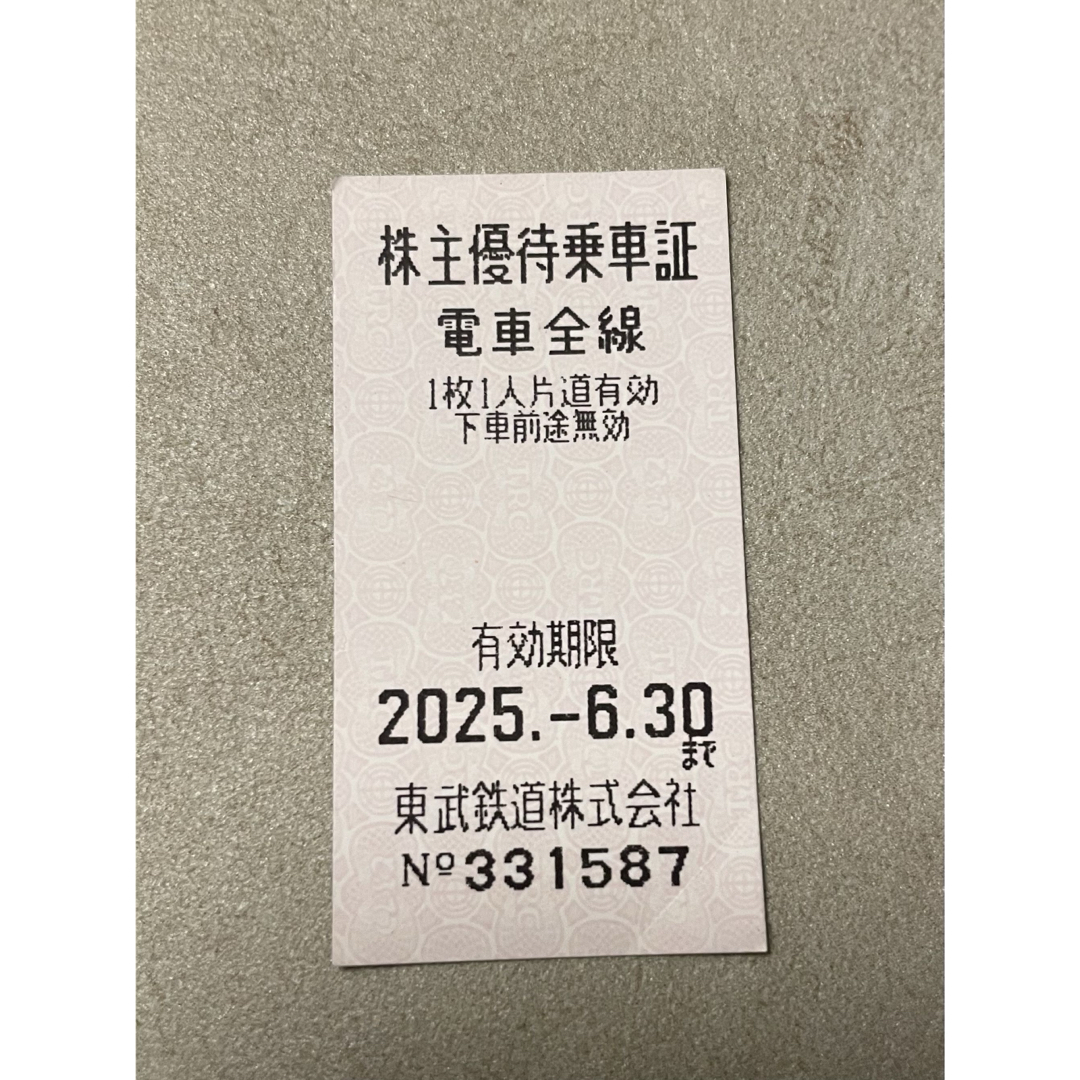 株主優待乗車証
電車全線
1枚1人片道有効
下車前途無効
有効期限
2025.-6.30
まで
東武鉄道株式会社
Nº331587